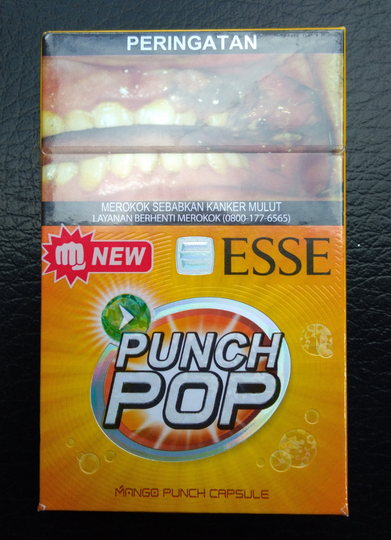 PERINGATAN
MEROKOK SEBABKAN KANKER MULUT
LAYANAN BERHENTI MEROKOK (0800-177-6565)
NEW
ESSE
PUNCH
POP
MANGO PUNCH CAPSULE